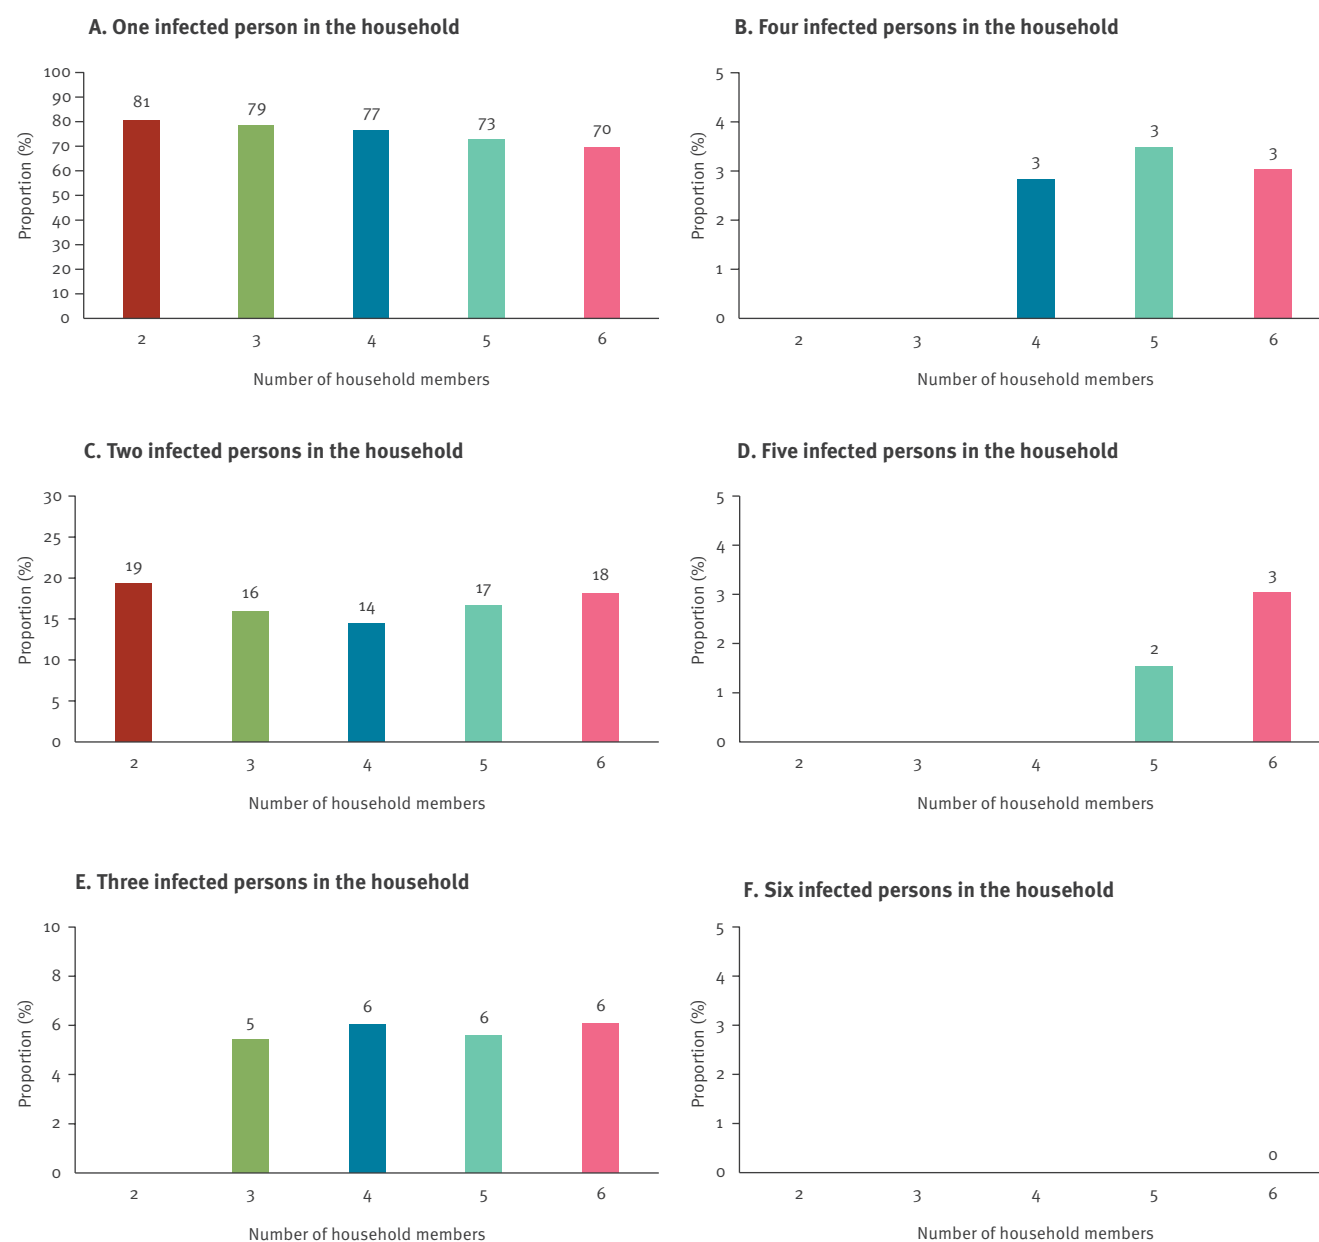 A. One infected person in the household
Proportion (%)
100
90
80
70
60
50
40
30
20
10
0
81
79
77
73
70
2 3 4 5 6
Number of household members
B. Four infected persons in the household
Proportion (%)
5
4
3
2
1
0
3
3
3
2 3 4 5 6
Number of household members
C. Two infected persons in the household
Proportion (%)
30
25
20
15
10
5
0
19
16
14
17
18
2 3 4 5 6
Number of household members
D. Five infected persons in the household
Proportion (%)
5
4
3
2
1
0
2
3
2 3 4 5 6
Number of household members
E. Three infected persons in the household
Proportion (%)
10
8
6
4
2
0
5
6
6
6
2 3 4 5 6
Number of household members
F. Six infected persons in the household
Proportion (%)
5
4
3
2
1
0
0
2 3 4 5 6
Number of household members